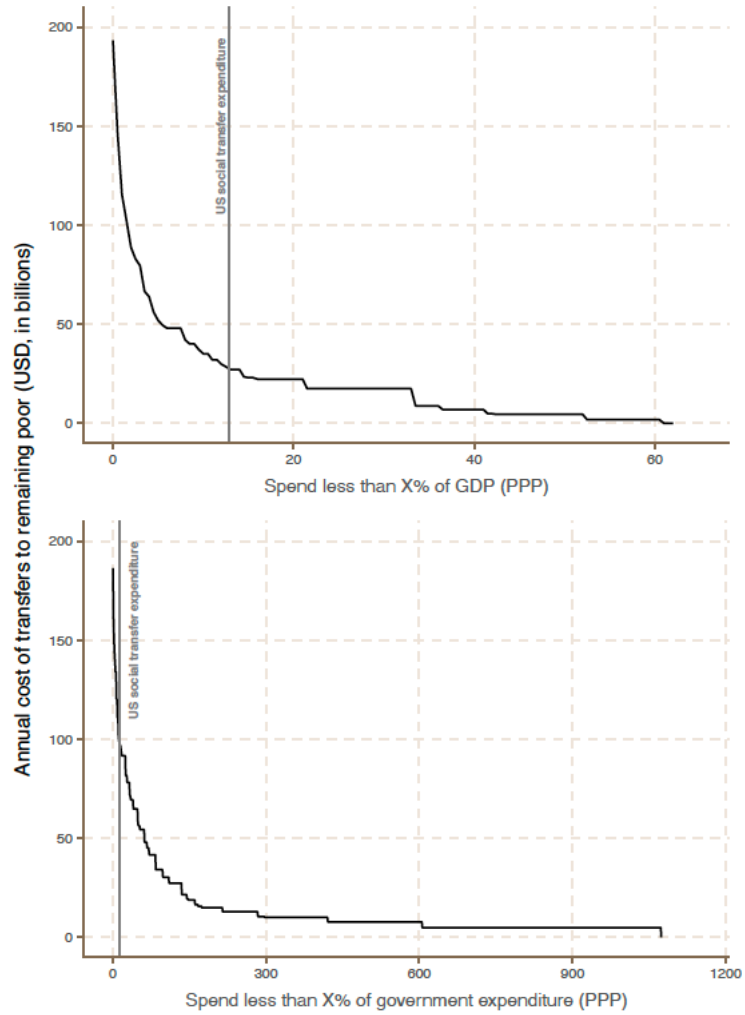 Annual cost of transfers to remaining poor (USD, in billions)
200
150
100
50
0
US social transfer expenditure
0 20 40 60
Spend less than X% of GDP (PPP)
200
150
100
50
0
US social transfer expenditure
0 300 600 900 1200
Spend less than X% of government expenditure (PPP)